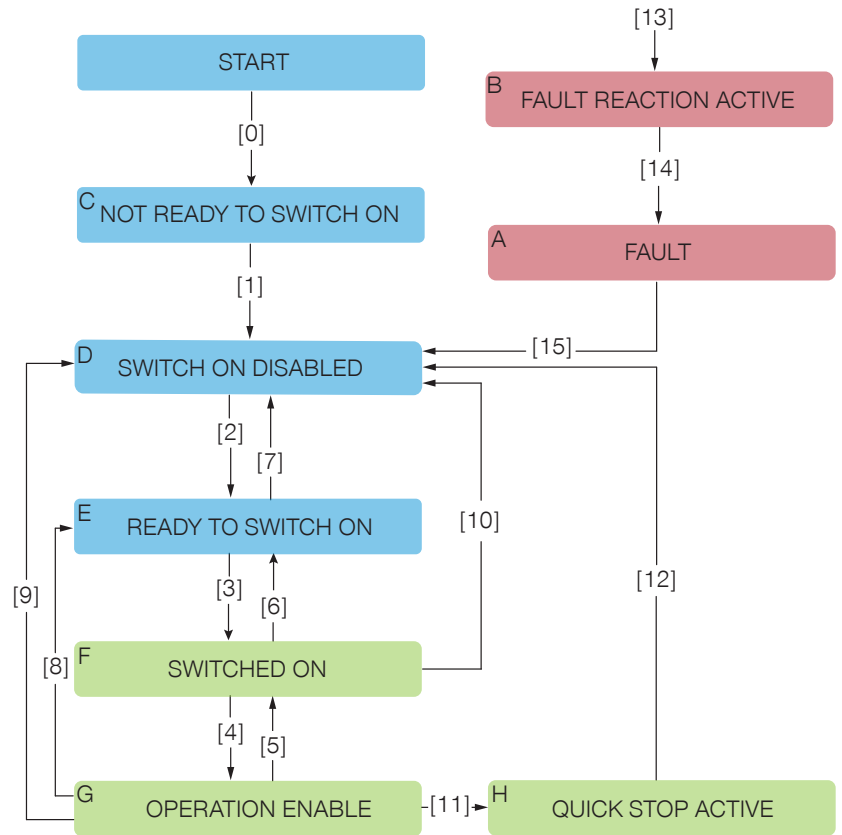 [13]
START
B
FAULT REACTION ACTIVE
[0]
[14]
C
NOT READY TO SWITCH ON
A
FAULT
[1]
[15]
D
SWITCH ON DISABLED
[2]
[7]
E
READY TO SWITCH ON
[10]
[3]
[6]
[9]
[12]
F
SWITCHED ON
[8]
[4]
[5]
G
OPERATION ENABLE
[11]
H
QUICK STOP ACTIVE